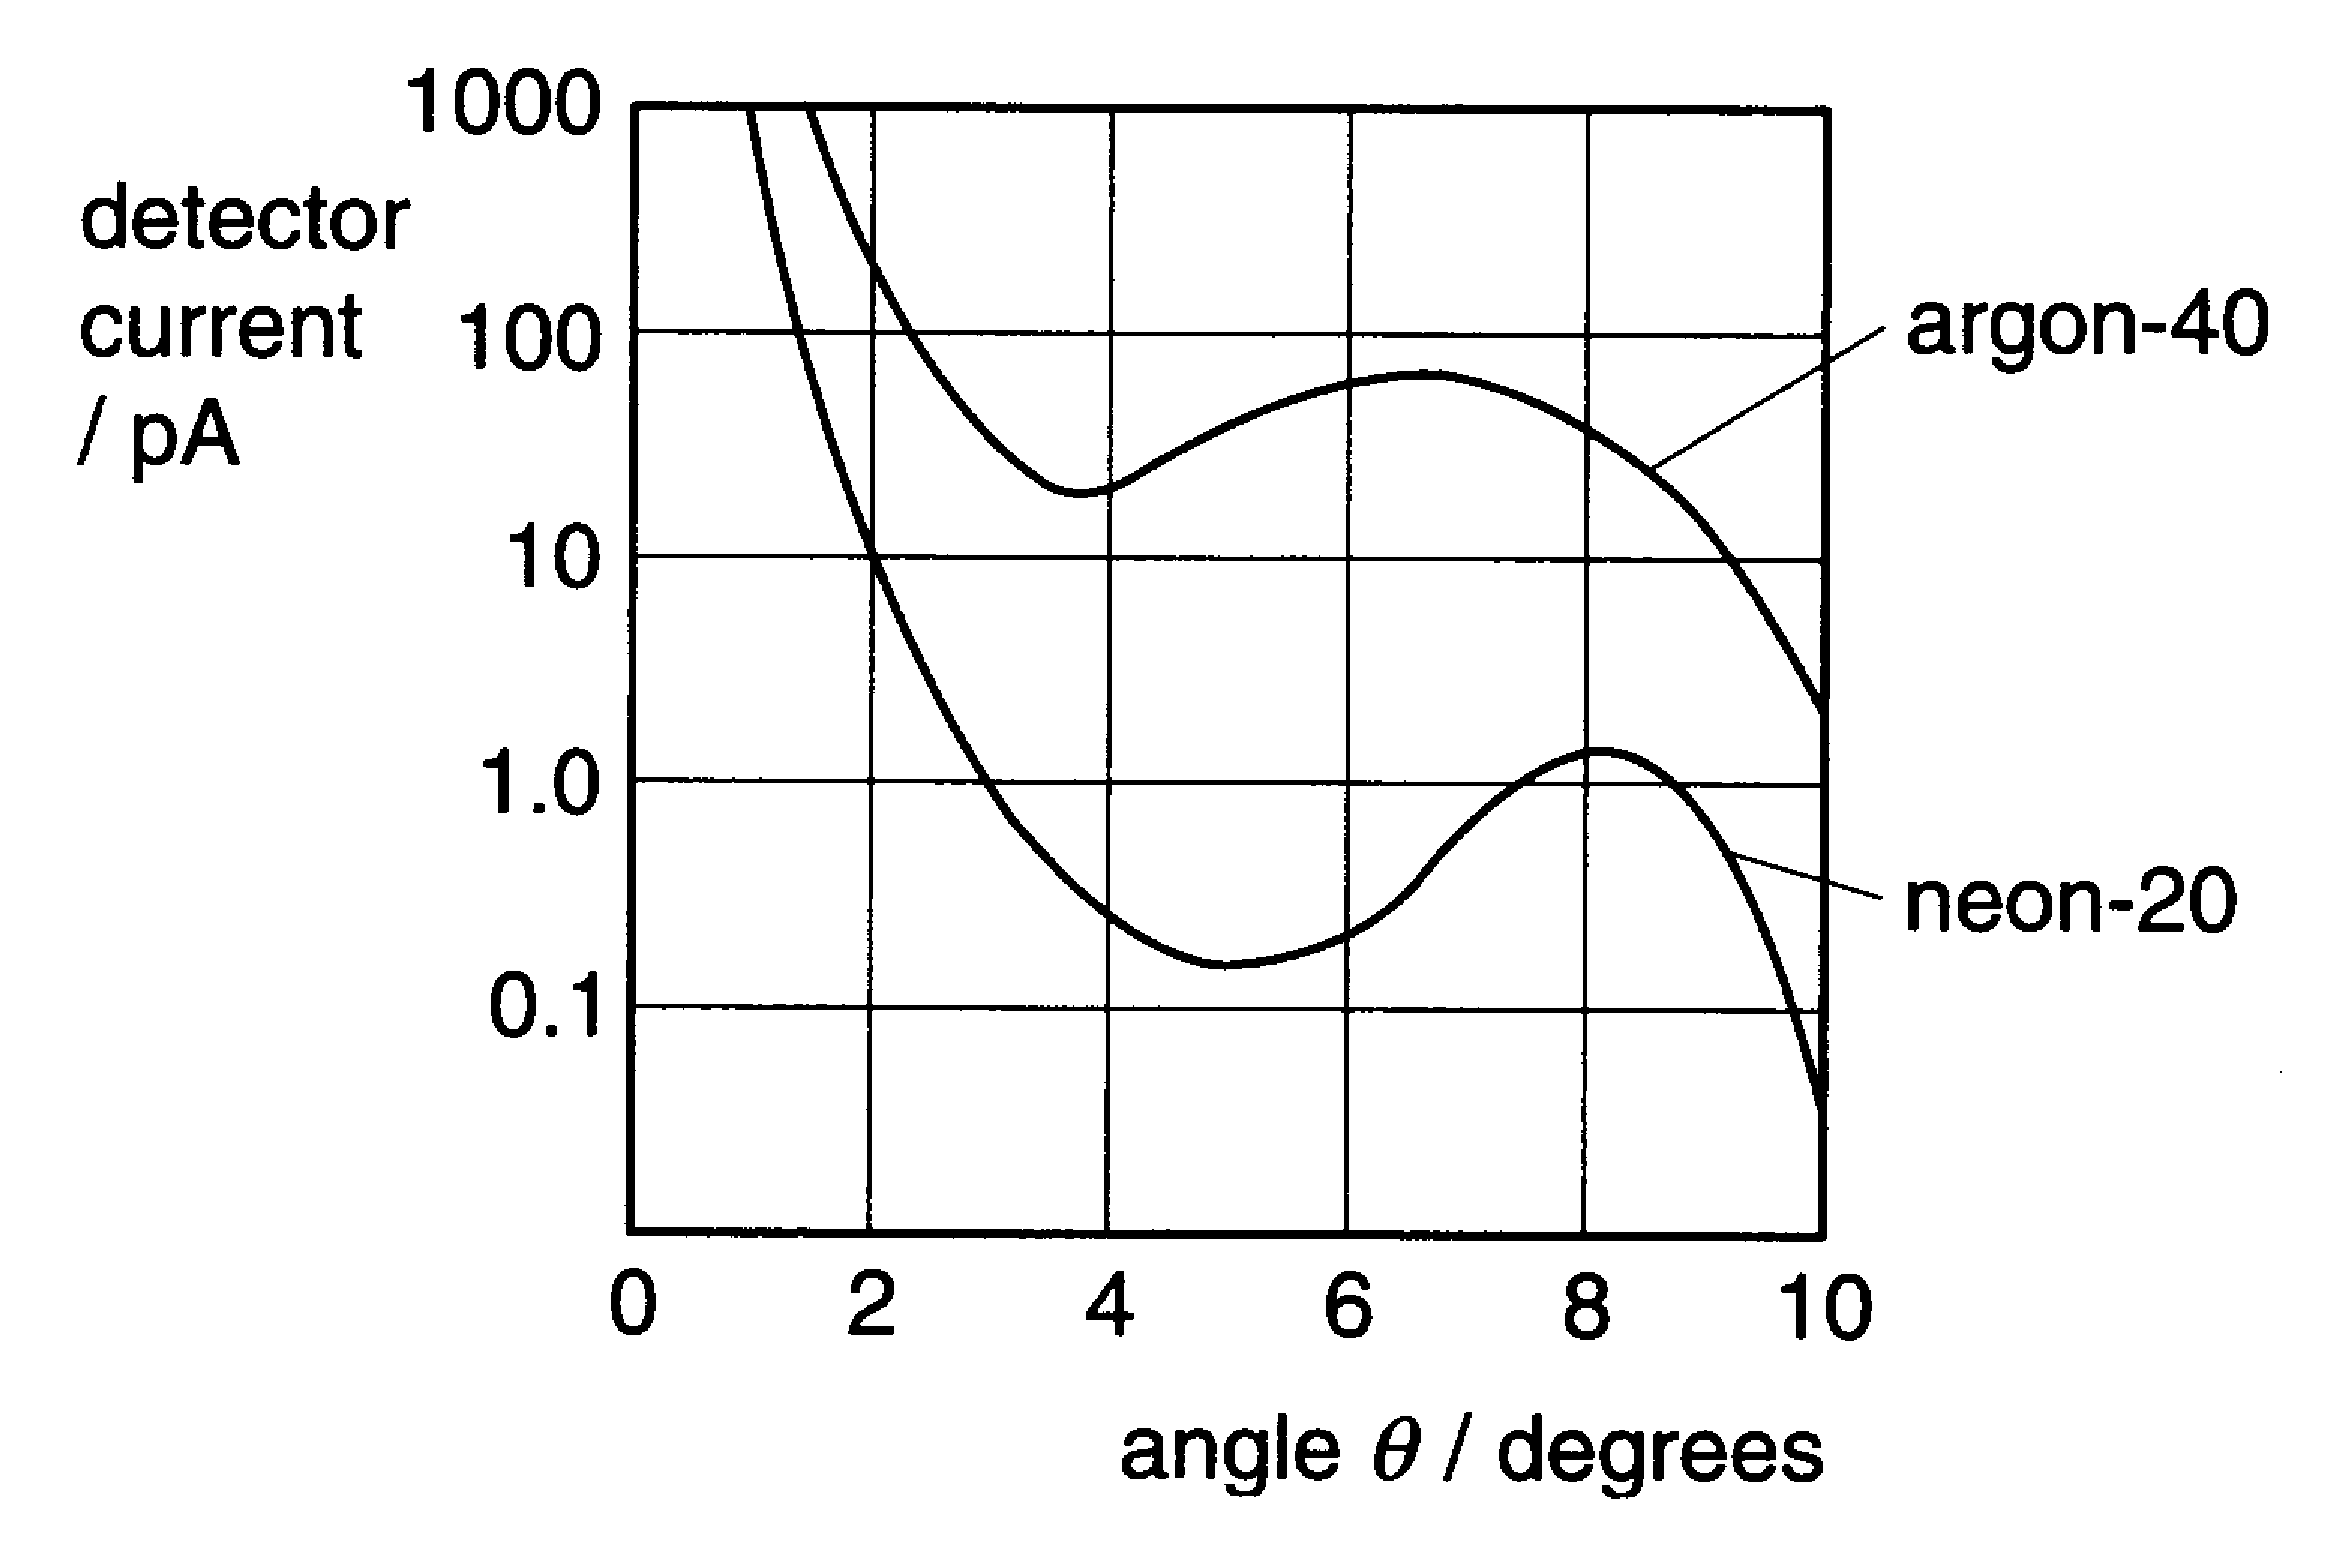 1000
detector
current
/ pA
100
10
1.0
0.1
argon-40
neon-20
0 2 4 6 8 10
angle θ / degrees